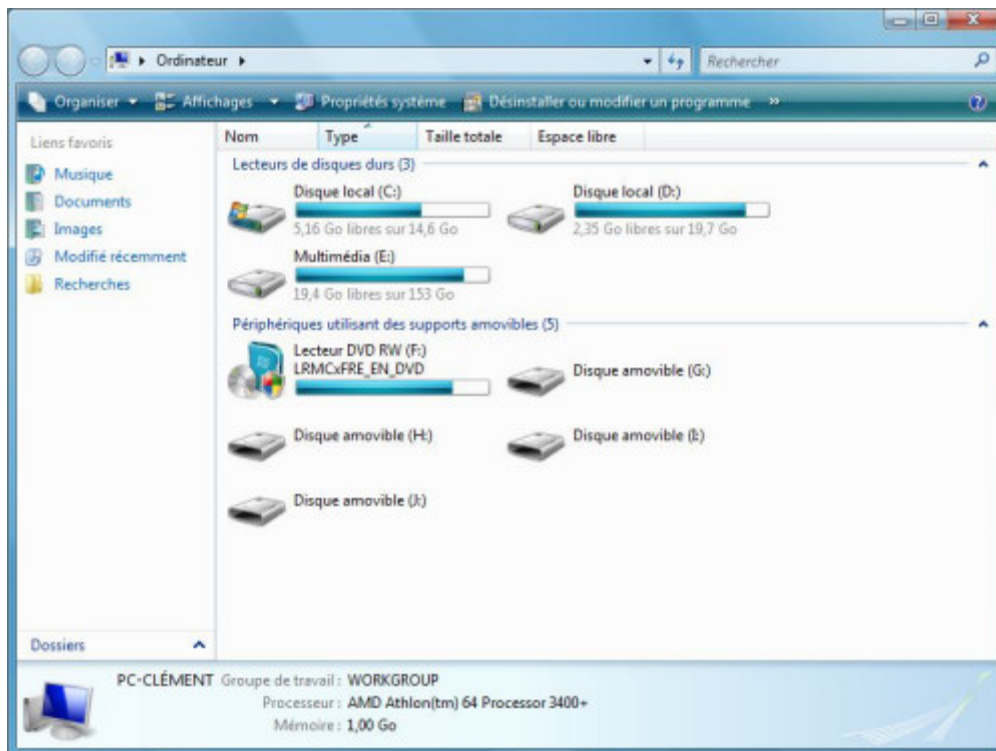 Ordinateur
Rechercher
Organiser Affichages Propriétés système Désinstaller ou modifier un programme »
Liens favoris
Musique
Documents
Images
Modifié récemment
Recherches
Dossiers
Nom Type Taille totale Espace libre
Lecteurs de disques durs (3)
Disque local (C:)
5,16 Go libres sur 14,6 Go
Disque local (D:)
2,35 Go libres sur 19,7 Go
Multimédia (E:)
19,4 Go libres sur 153 Go
Périphériques utilisant des supports amovibles (5)
Lecteur DVD RW (F:)
LRMCxFRE_EN_DVD
Disque amovible (G:)
Disque amovible (H:)
Disque amovible (I:)
Disque amovible (J:)
PC-CLÉMENT Groupe de travail : WORKGROUP
Processeur : AMD Athlon(tm) 64 Processor 3400+
Mémoire : 1,00 Go